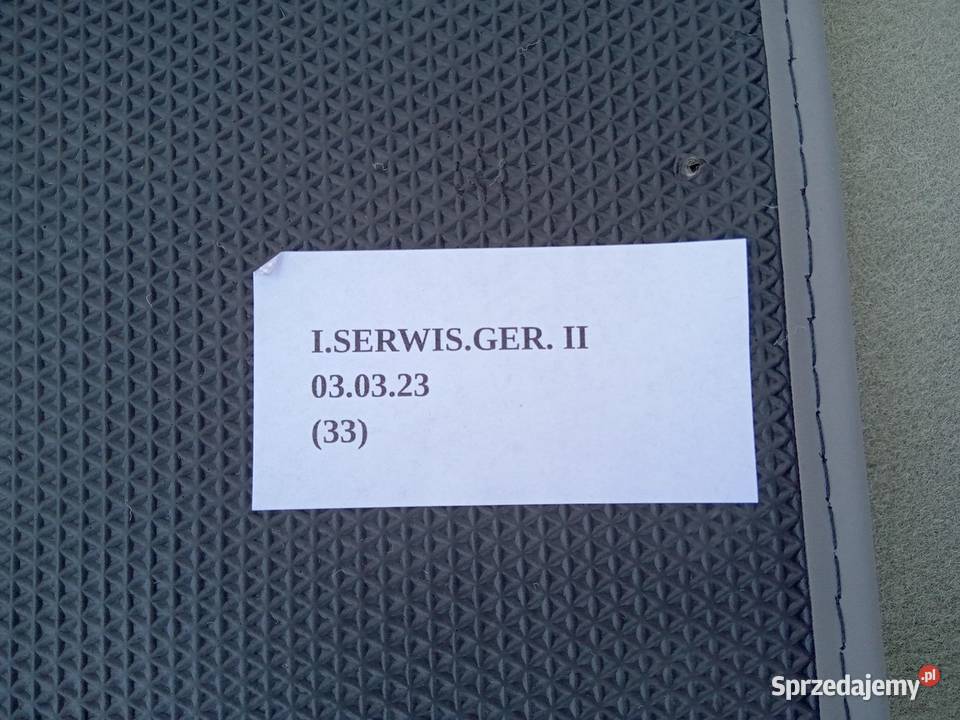 I.SERWIS.GER. II
03.03.23
(33)
Sprzedajemy.pl